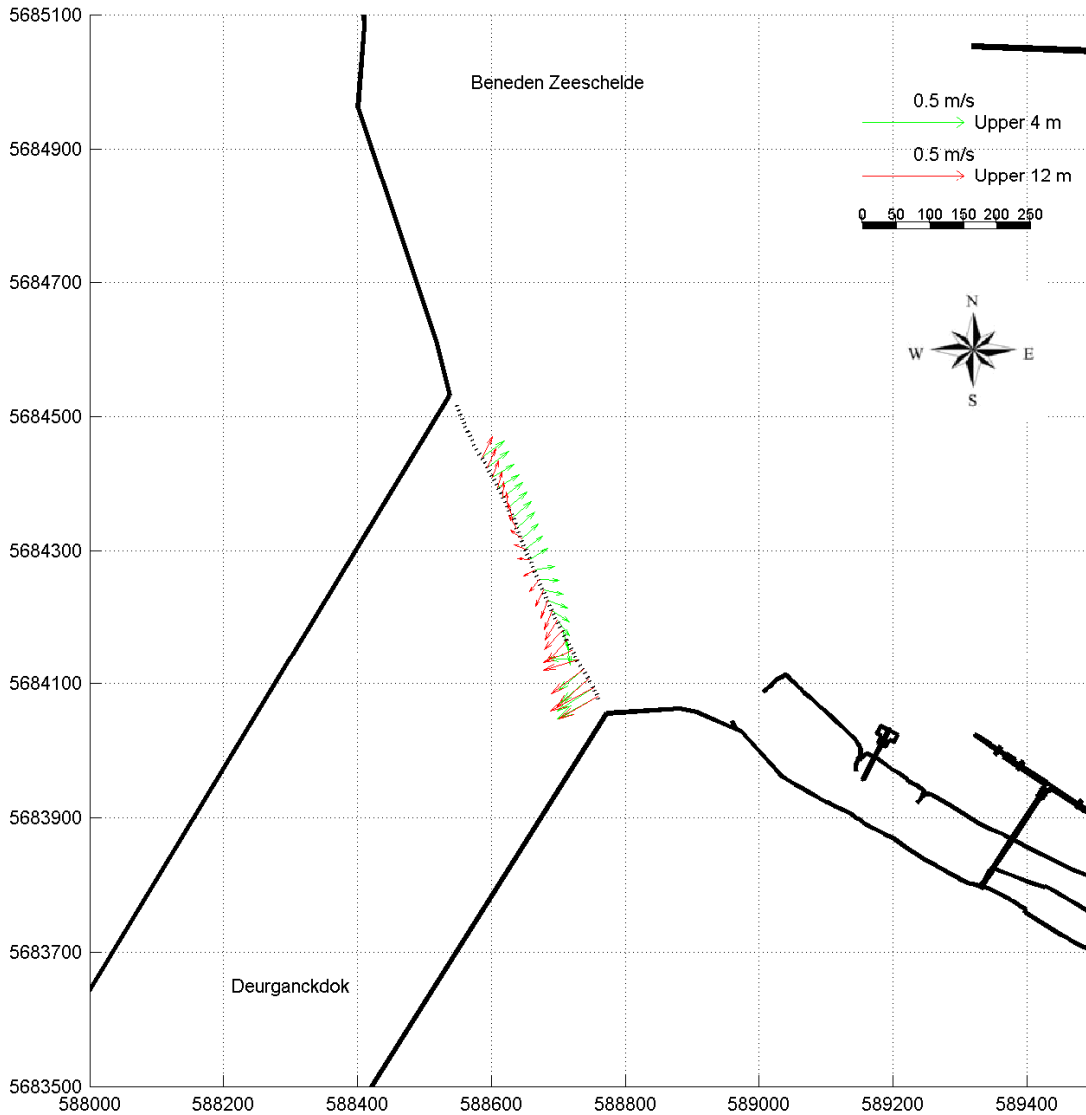 5685100
Beneden Zeeschelde
0.5 m/s
Upper 4 m
5684900
0.5 m/s
Upper 12 m
0 50 100 150 200 250
5684700
N
W E
S
5684500
5684300
5684100
5683900
5683700
Deurganckdok
5683500
588000 588200 588400 588600 588800 589000 589200 589400